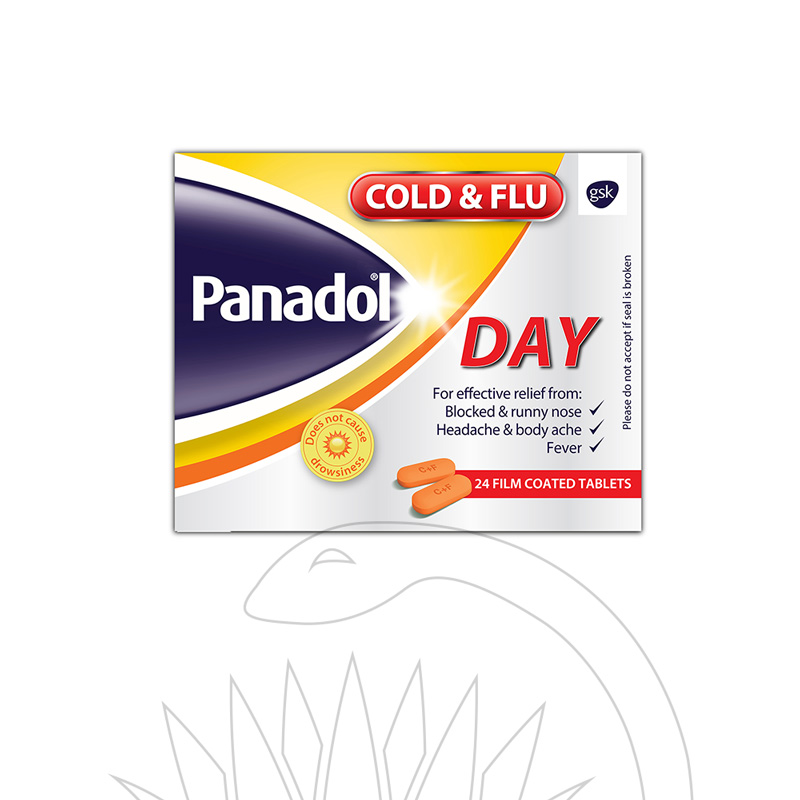 COLD & FLU
gsk
Panadol®
DAY
For effective relief from:
Blocked & runny nose ✓
Headache & body ache ✓
Fever ✓
Does not cause
drowsiness
C+F
C+F
24 FILM COATED TABLETS
Please do not accept if seal is broken